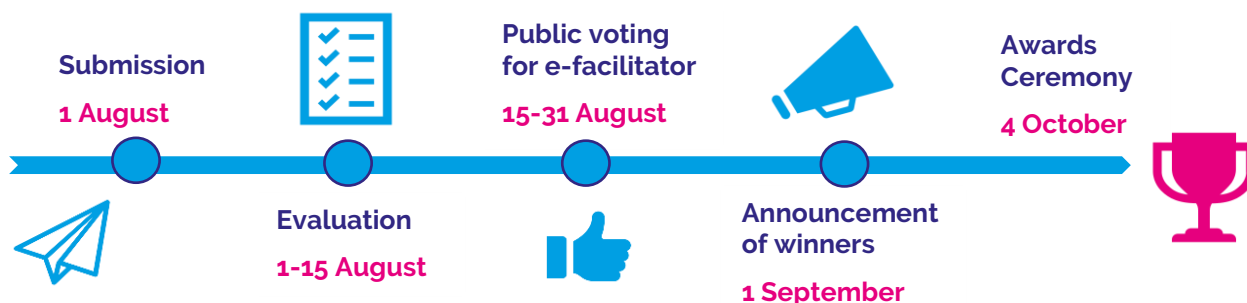 Submission
1 August
Evaluation
1-15 August
Public voting
for e-facilitator
15-31 August
Announcement
of winners
1 September
Awards
Ceremony
4 October